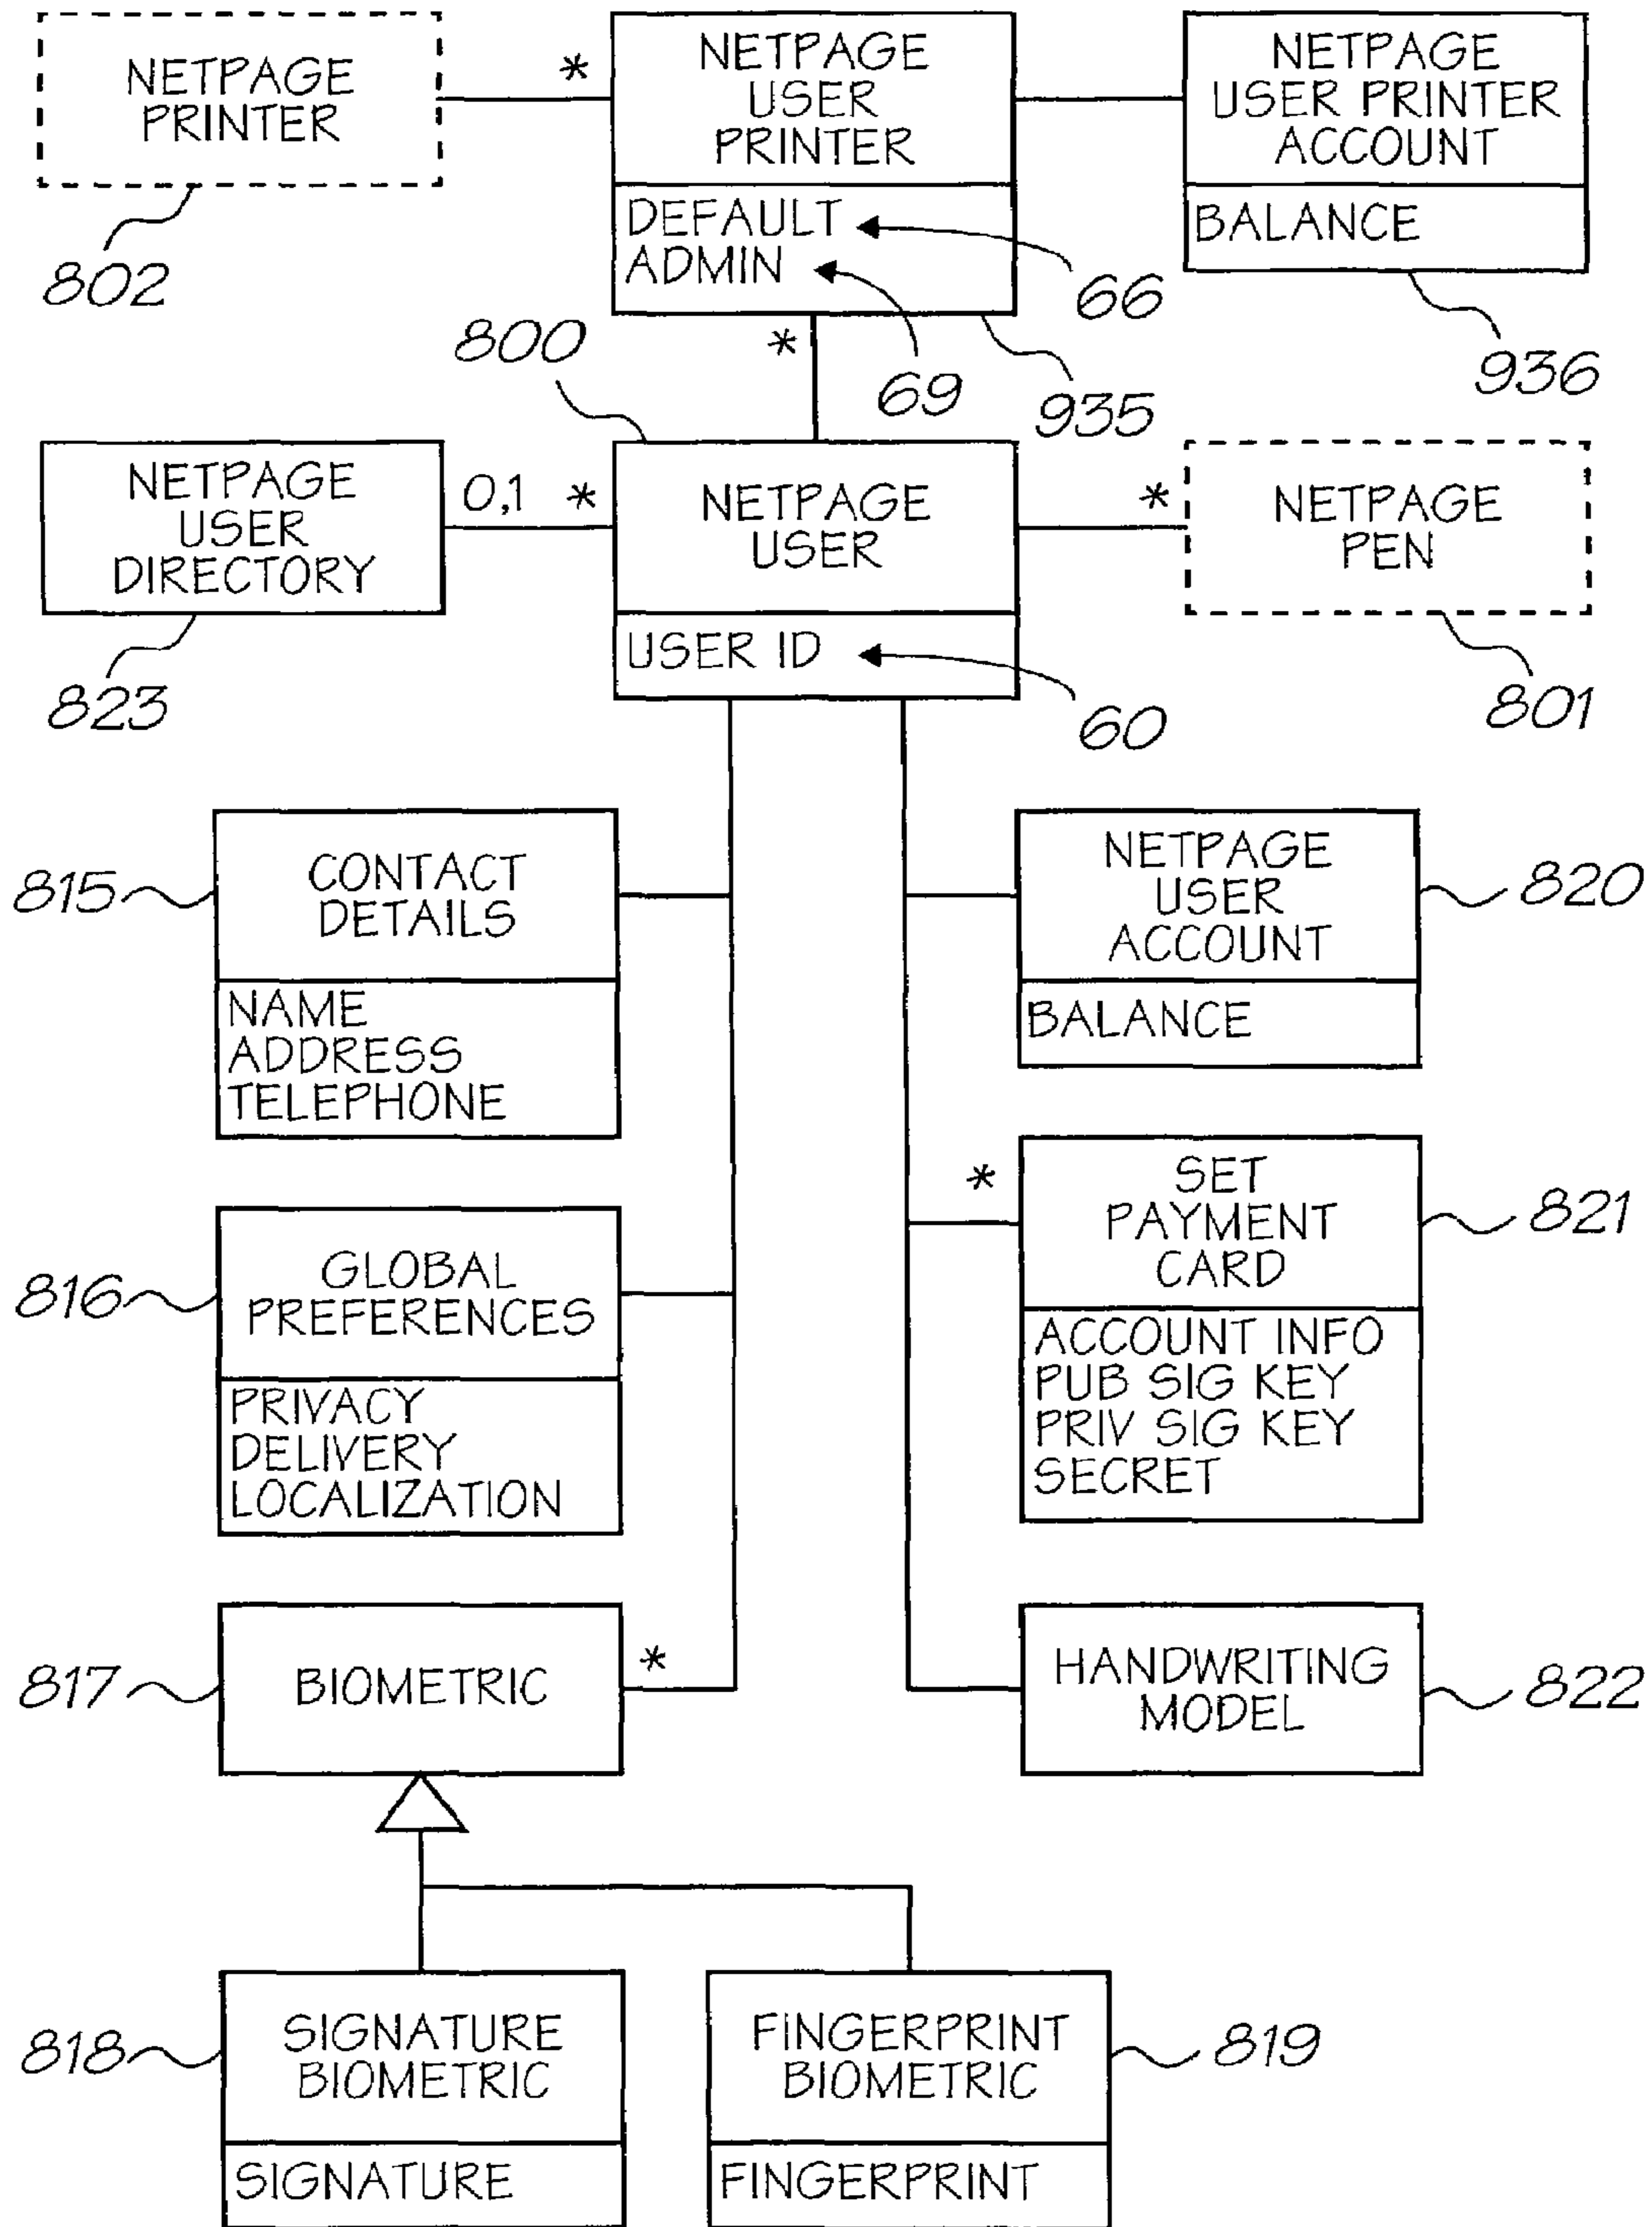 NETPAGE
PRINTER
802
*
NETPAGE
USER
PRINTER
DEFAULT
ADMIN
66
69
935
NETPAGE
USER PRINTER
ACCOUNT
BALANCE
936
*
800
NETPAGE
USER
DIRECTORY
823
0,1 *
NETPAGE
USER
USER ID
60
*
NETPAGE
PEN
801
815
CONTACT
DETAILS
NAME
ADDRESS
TELEPHONE
NETPAGE
USER
ACCOUNT
BALANCE
820
816
GLOBAL
PREFERENCES
PRIVACY
DELIVERY
LOCALIZATION
*
SET
PAYMENT
CARD
ACCOUNT INFO
PUB SIG KEY
PRIV SIG KEY
SECRET
821
817
BIOMETRIC
*
HANDWRITING
MODEL
822
818
SIGNATURE
BIOMETRIC
SIGNATURE
FINGERPRINT
BIOMETRIC
FINGERPRINT
819